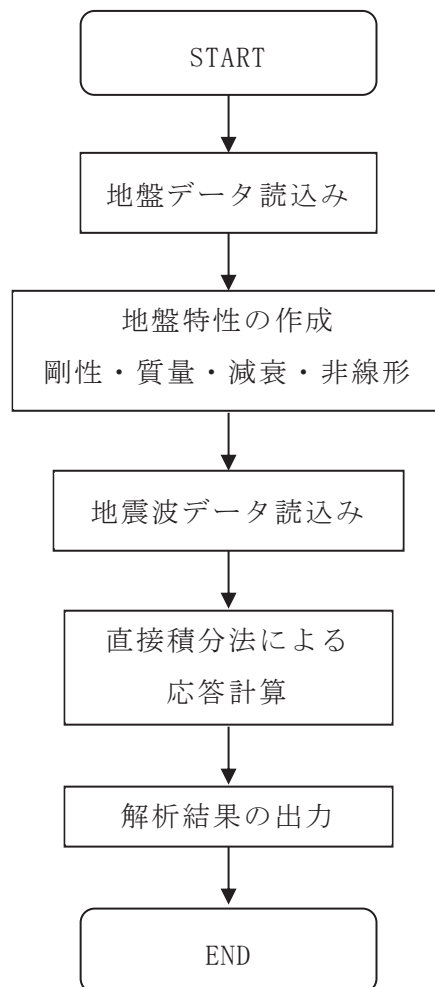 START
地盤データ読込み
地盤特性の作成
剛性・質量・減衰・非線形
地震波データ読込み
直接積分法による
応答計算
解析結果の出力
END